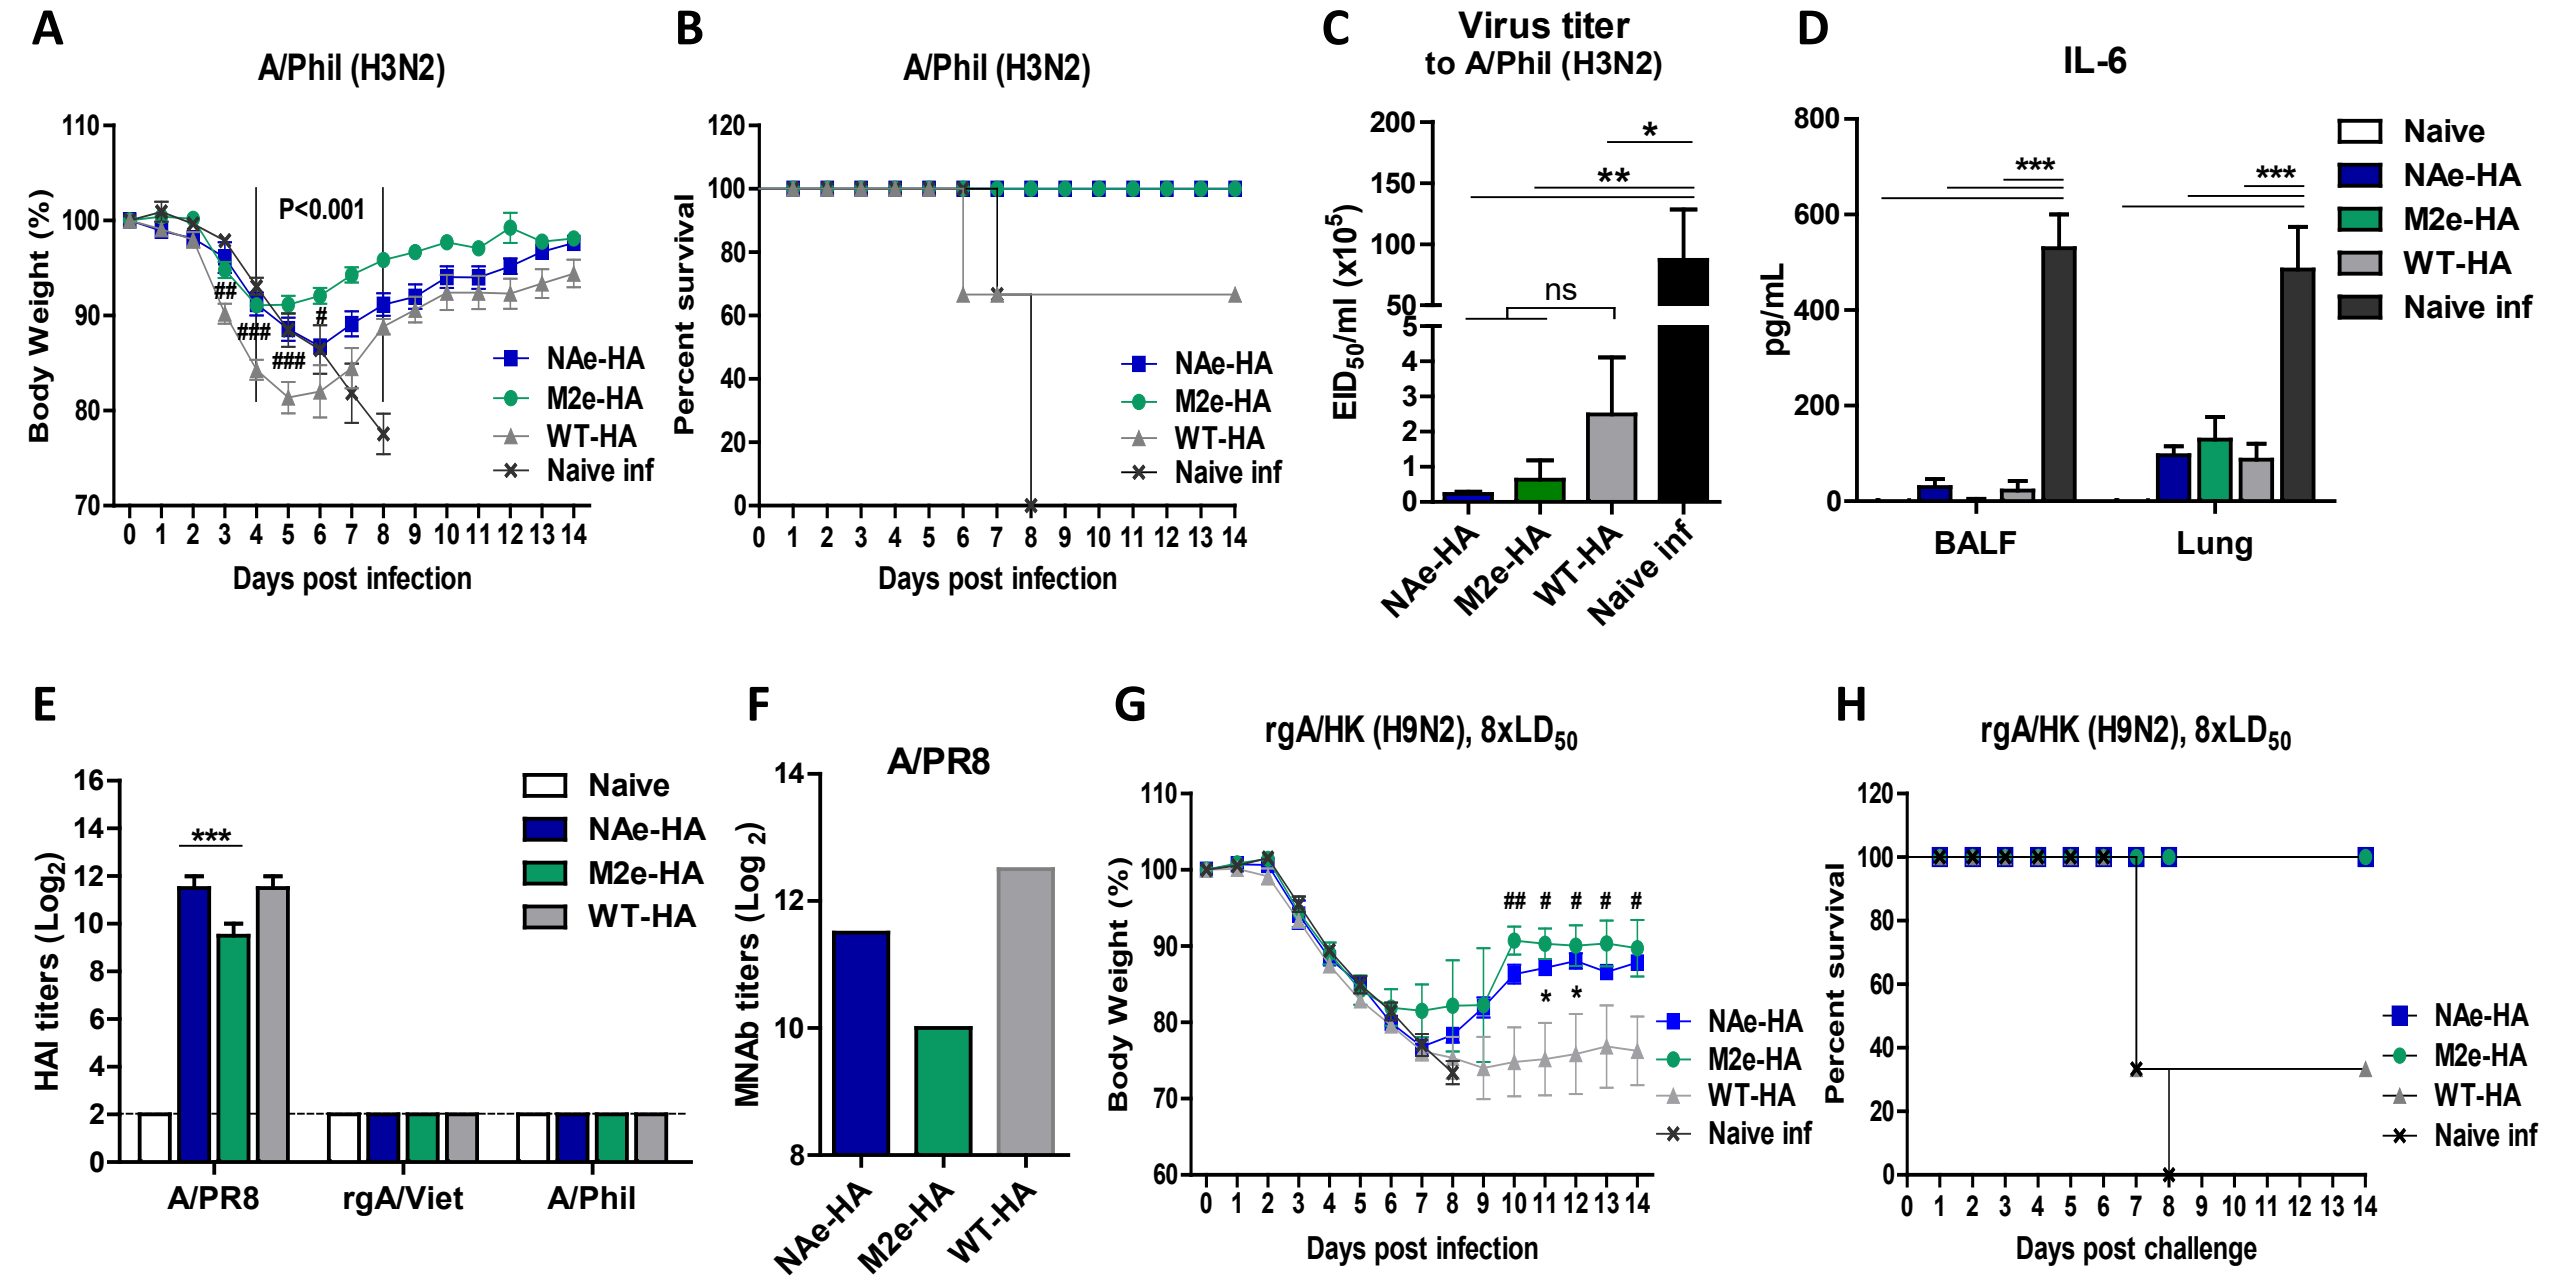 A
A/Phil (H3N2)
Body Weight (%)
110
100
90
80
70
P<0.001
##
###
###
#
NAe-HA
M2e-HA
WT-HA
Naive inf
0 1 2 3 4 5 6 7 8 9 10 11 12 13 14
Days post infection
B
A/Phil (H3N2)
Percent survival
120
100
80
60
40
20
0
NAe-HA
M2e-HA
WT-HA
Naive inf
0 1 2 3 4 5 6 7 8 9 10 11 12 13 14
Days post infection
C
Virus titer
to A/Phil (H3N2)
EID50/ml (x10^5)
200
150
100
50
5
4
3
2
1
0
*
**
ns
NAe-HA
M2e-HA
WT-HA
Naive inf
D
IL-6
pg/mL
800
600
400
200
0
***
***
BALF
Lung
Naive
NAe-HA
M2e-HA
WT-HA
Naive inf
E
HAI titers (Log2)
16
14
12
10
8
6
4
2
0
***
Naive
NAe-HA
M2e-HA
WT-HA
A/PR8
rgA/Viet
A/Phil
F
A/PR8
MNAb titers (Log 2)
14
12
10
8
NAe-HA
M2e-HA
WT-HA
G
rgA/HK (H9N2), 8xLD50
Body Weight (%)
110
100
90
80
70
60
## # # # #
* *
NAe-HA
M2e-HA
WT-HA
Naive inf
0 1 2 3 4 5 6 7 8 9 10 11 12 13 14
Days post infection
H
rgA/HK (H9N2), 8xLD50
Percent survival
120
100
80
60
40
20
0
NAe-HA
M2e-HA
WT-HA
Naive inf
0 1 2 3 4 5 6 7 8 9 10 11 12 13 14
Days post challenge